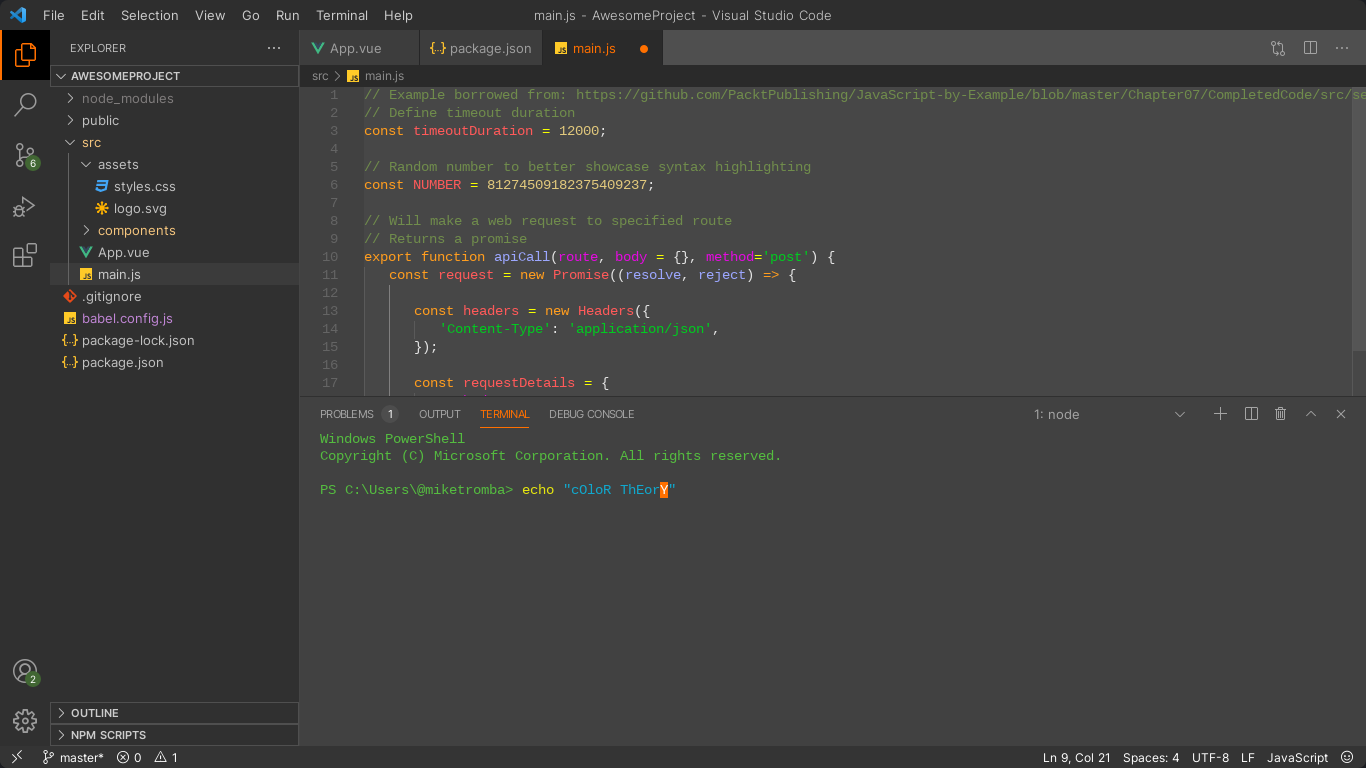 File Edit Selection View Go Run Terminal Help
main.js - AwesomeProject - Visual Studio Code
EXPLORER
AWESOMEPROJECT
node_modules
public
src
assets
styles.css
logo.svg
components
App.vue
main.js
.gitignore
babel.config.js
package-lock.json
package.json
OUTLINE
NPM SCRIPTS
6
2
App.vue package.json main.js
src main.js
1 // Example borrowed from: https://github.com/PacktPublishing/JavaScript-by-Example/blob/master/Chapter07/CompletedCode/src/se
2 // Define timeout duration
3 const timeoutDuration = 12000;
4
5 // Random number to better showcase syntax highlighting
6 const NUMBER = 81274509182375409237;
7
8 // Will make a web request to specified route
9 // Returns a promise
10 export function apiCall(route, body = {}, method='post') {
11 const request = new Promise((resolve, reject) => {
12
13 const headers = new Headers({
14 'Content-Type': 'application/json',
15 });
16
17 const requestDetails = {
PROBLEMS 1 OUTPUT TERMINAL DEBUG CONSOLE 1: node
Windows PowerShell
Copyright (C) Microsoft Corporation. All rights reserved.
PS C:\Users\@miketromba> echo "cOloR ThEorY"
master* 0 1 Ln 9, Col 21 Spaces: 4 UTF-8 LF JavaScript